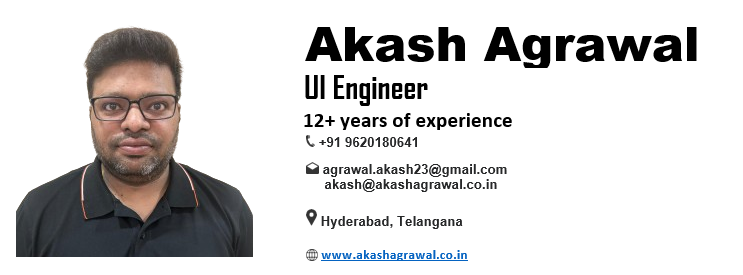 Akash Agrawal
UI Engineer
12+ years of experience
+91 9620180641
agrawal.akash23@gmail.com
akash@akashagrawal.co.in
Hyderabad, Telangana
www.akashagrawal.co.in